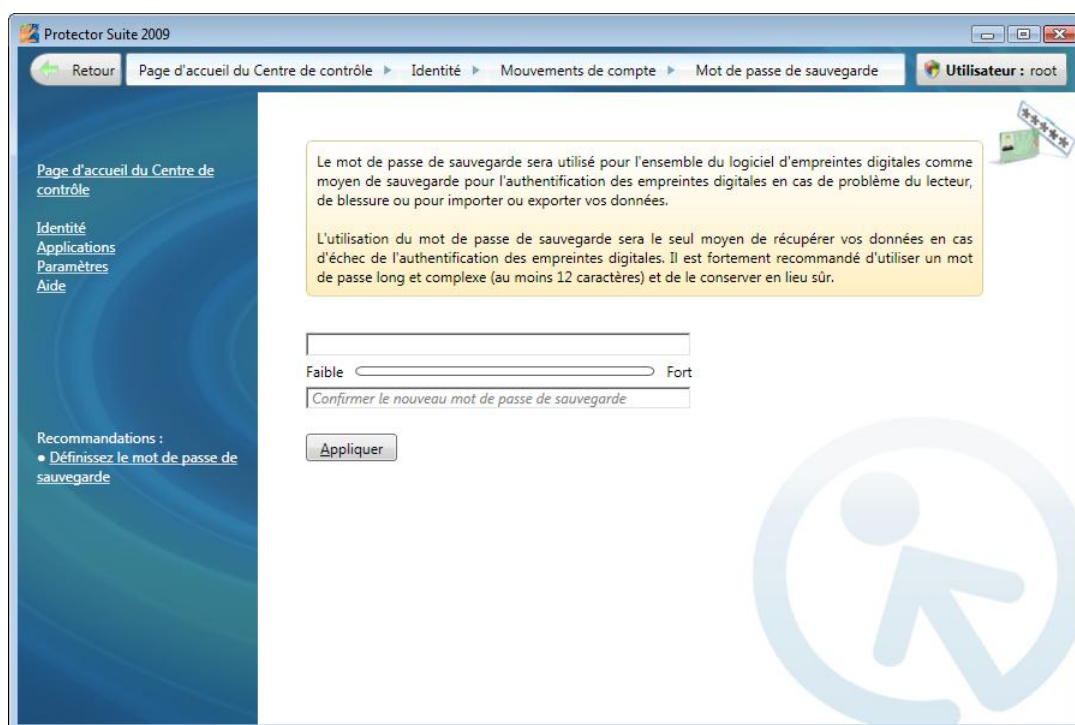 Protector Suite 2009
Retour
Page d'accueil du Centre de contrôle
Identité
Mouvements de compte
Mot de passe de sauvegarde
Utilisateur : root
Page d'accueil du Centre de
contrôle
Identité
Applications
Paramètres
Aide
Recommandations :
• Définissez le mot de passe de
sauvegarde
Le mot de passe de sauvegarde sera utilisé pour l'ensemble du logiciel d'empreintes digitales comme
moyen de sauvegarde pour l'authentification des empreintes digitales en cas de problème du lecteur,
de blessure ou pour importer ou exporter vos données.
L'utilisation du mot de passe de sauvegarde sera le seul moyen de récupérer vos données en cas
d'échec de l'authentification des empreintes digitales. Il est fortement recommandé d'utiliser un mot
de passe long et complexe (au moins 12 caractères) et de le conserver en lieu sûr.
Faible
Fort
Confirmer le nouveau mot de passe de sauvegarde
Appliquer